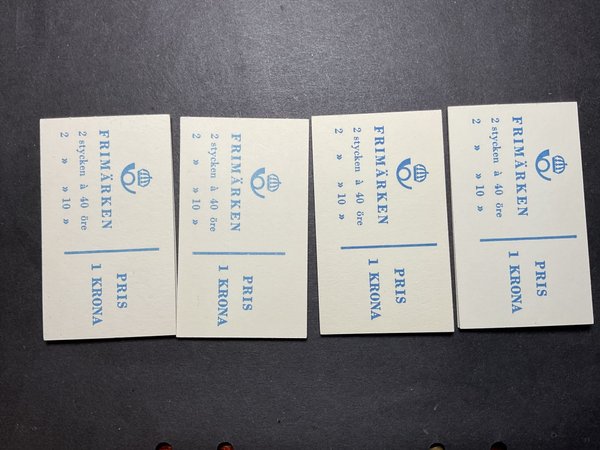 FRIMÄRKEN
2 stycken à 40 öre
2 » » 10 »
PRIS
1 KRONA
FRIMÄRKEN
2 stycken à 40 öre
2 » » 10 »
PRIS
1 KRONA
FRIMÄRKEN
2 stycken à 40 öre
2 » » 10 »
PRIS
1 KRONA
FRIMÄRKEN
2 stycken à 40 öre
2 » » 10 »
PRIS
1 KRONA